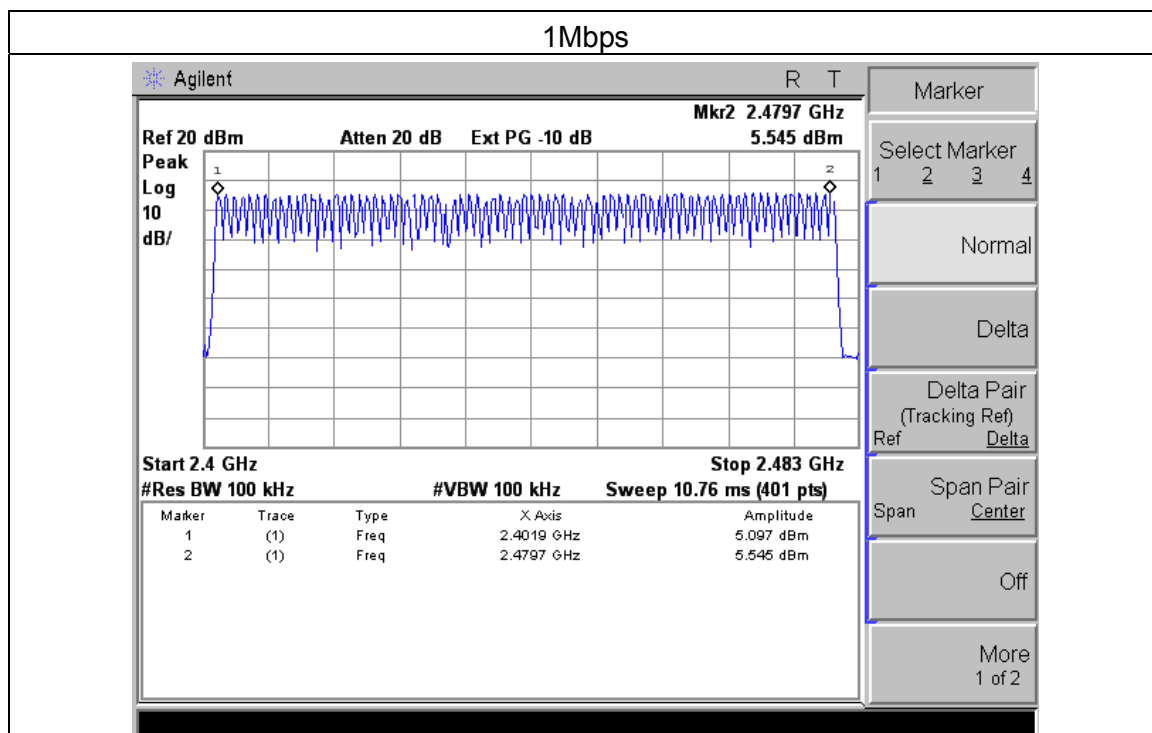 1Mbps
Agilent R T
Mkr2 2.4797 GHz
Ref 20 dBm Atten 20 dB Ext PG -10 dB 5.545 dBm
Peak
Log
10
dB/
1
2
Start 2.4 GHz Stop 2.483 GHz
#Res BW 100 kHz #VBW 100 kHz Sweep 10.76 ms (401 pts)
Marker Trace Type X Axis Amplitude
1 (1) Freq 2.4019 GHz 5.097 dBm
2 (1) Freq 2.4797 GHz 5.545 dBm
Marker
Select Marker
1 2 3 4
Normal
Delta
Delta Pair
(Tracking Ref)
Ref Delta
Span Pair
Span Center
Off
More
1 of 2